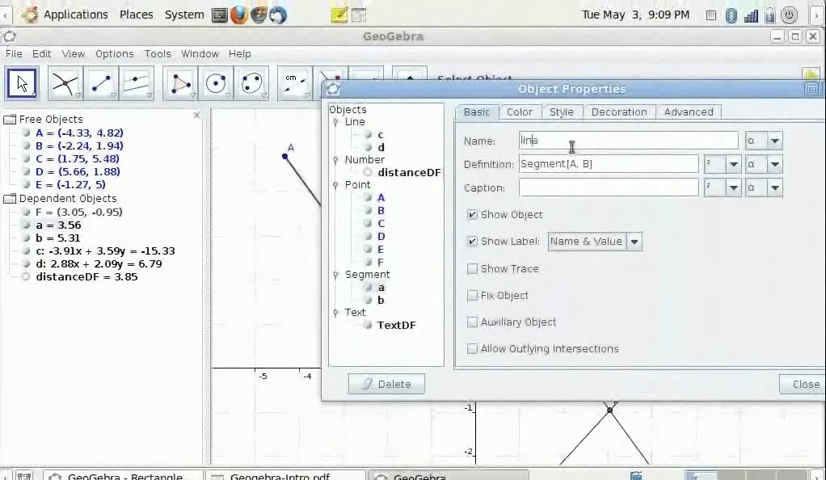 Applications Places System Tue May 3, 9:09 PM
GeoGebra
File Edit View Options Tools Window Help
cm Select Object
Object Properties
Free Objects
A = (-4.33, 4.82)
B = (-2.24, 1.94)
C = (1.75, 5.48)
D = (5.66, 1.88)
E = (-1.27, 5)
Dependent Objects
F = (3.05, -0.95)
a = 3.56
b = 5.31
c: -3.91x + 3.59y = -15.33
d: 2.88x + 2.09y = 6.79
distanceDF = 3.85
A
-5 -4
-1
-2
Objects
Line
c
d
Number
distanceDF
Point
A
B
C
D
E
F
Segment
a
b
Text
TextDF
Delete
Basic Color Style Decoration Advanced
Name: lina α
Definition: Segment[A, B] ² α
Caption: ² α
Show Object
Show Label: Name & Value
Show Trace
Fix Object
Auxiliary Object
Allow Outlying Intersections
Close
GeoGebra - Rectangle Geogebra-Intro.pdf GeoGebra